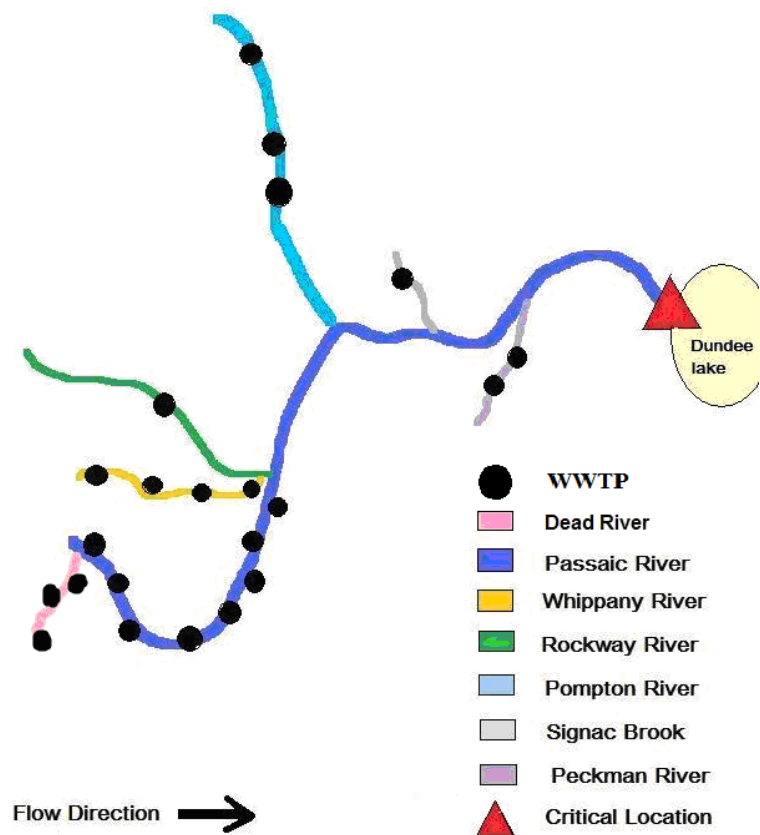 Dundee
lake
WWTP
Dead River
Passaic River
Whippany River
Rockway River
Pompton River
Signac Brook
Peckman River
Critical Location
Flow Direction